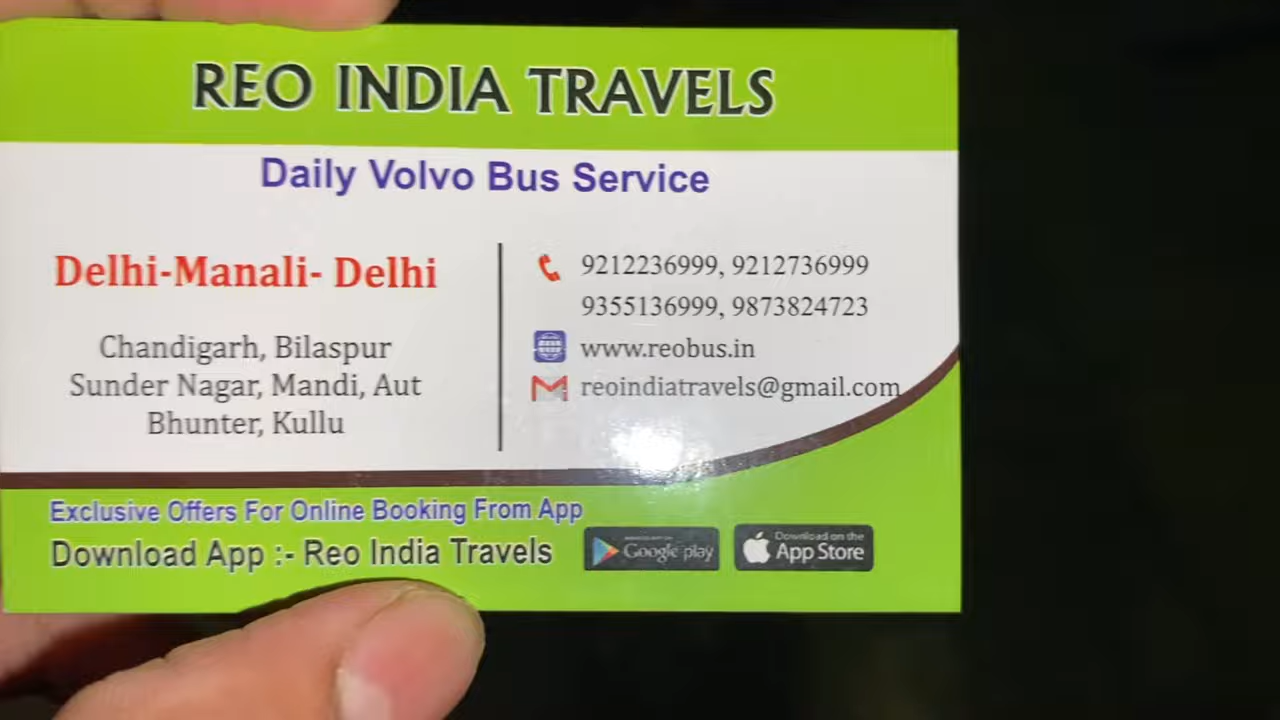 REO INDIA TRAVELS
Daily Volvo Bus Service
Delhi-Manali- Delhi
Chandigarh, Bilaspur
Sunder Nagar, Mandi, Aut
Bhunter, Kullu
9212236999, 9212736999
9355136999, 9873824723
www.reobus.in
reoindiatravels@gmail.com
Exclusive Offers For Online Booking From App
Download App :- Reo India Travels
Google play
Download on the
App Store